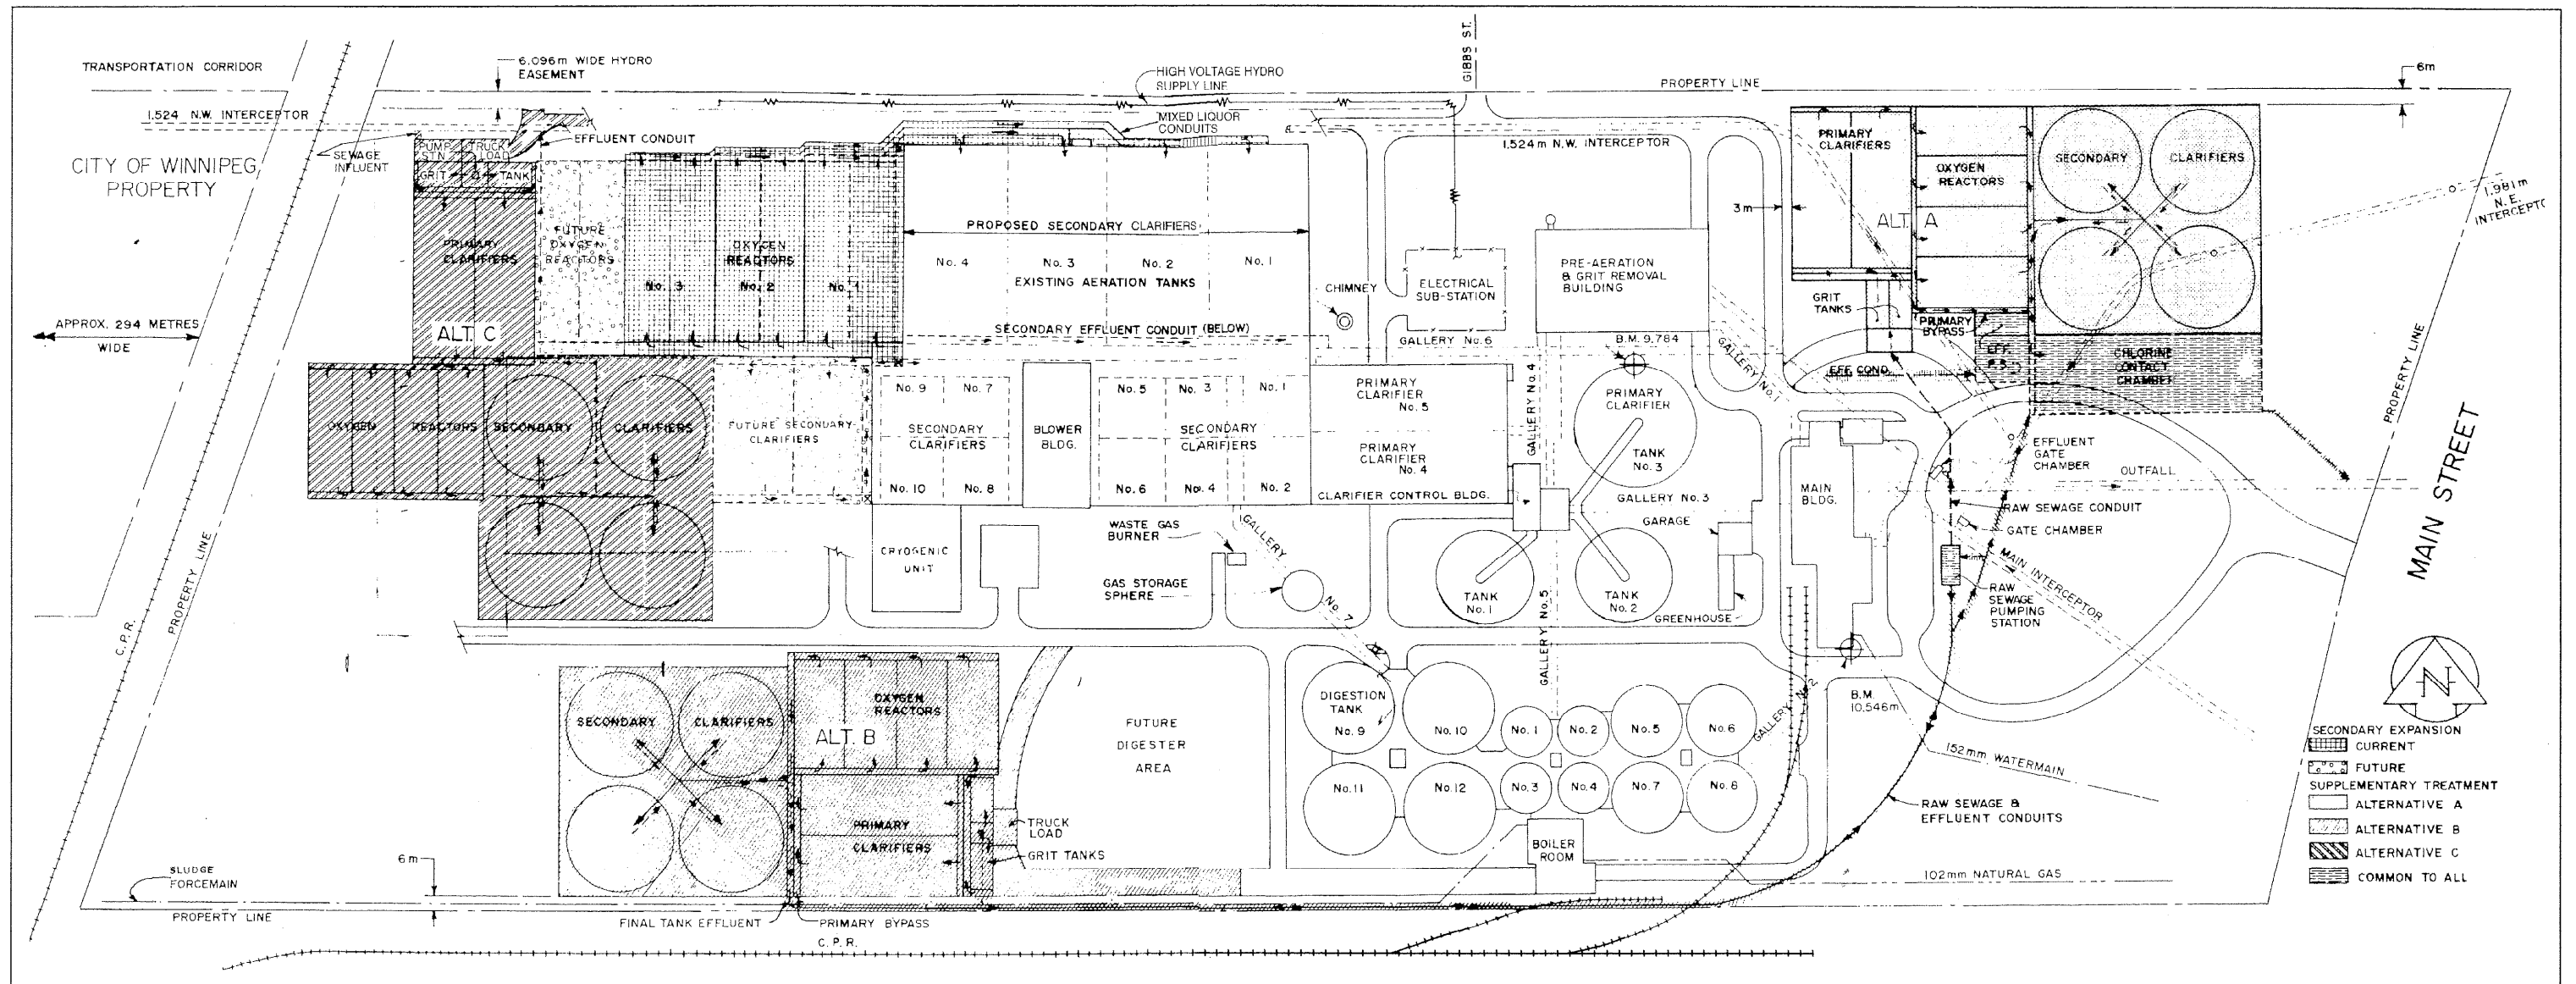 TRANSPORTATION CORRIDOR
6.096m WIDE HYDRO
EASEMENT
HIGH VOLTAGE HYDRO
SUPPLY LINE
GIBBS ST.
PROPERTY LINE
6m
1.524 N.W. INTERCEPTOR
EFFLUENT CONDUIT
MIXED LIQUOR
CONDUITS
1.524m N.W. INTERCEPTOR
CITY OF WINNIPEG
PROPERTY
SEWAGE
INFLUENT
PUMP
STN.
TRUCK
LOAD
GRIT
TANK
PRIMARY
CLARIFIERS
ALT. C
FUTURE
OXYGEN
REACTORS
OXYGEN
REACTORS
No. 3
No. 2
No. 1
PROPOSED SECONDARY CLARIFIERS
No. 4
No. 3
No. 2
No. 1
EXISTING AERATION TANKS
SECONDARY EFFLUENT CONDUIT (BELOW)
CHIMNEY
ELECTRICAL
SUB-STATION
GALLERY No. 6
PRE-AERATION
& GRIT REMOVAL
BUILDING
B.M. 9.784
3m
PRIMARY
CLARIFIERS
ALT. A
OXYGEN
REACTORS
SECONDARY
CLARIFIERS
1.981m
N.E.
GRIT
TANKS
PRIMARY
BYPASS
EFF.
P.S.
EFF. COND.
CHLORINE
CONTACT
CHAMBER
GALLERY No. 1
PROPERTY LINE
MAIN STREET
APPROX. 294 METRES
WIDE
OXYGEN
REACTORS
SECONDARY
CLARIFIERS
FUTURE SECONDARY
CLARIFIERS
No. 9
No. 7
SECONDARY
CLARIFIERS
No. 10
No. 8
BLOWER
BLDG.
No. 5
No. 3
No. 1
SECONDARY
CLARIFIERS
No. 6
No. 4
No. 2
PRIMARY
CLARIFIER
No. 5
PRIMARY
CLARIFIER
No. 4
CLARIFIER CONTROL BLDG.
GALLERY No. 4
PRIMARY
CLARIFIER
TANK
No. 3
GALLERY No. 3
GARAGE
MAIN
BLDG.
EFFLUENT
GATE
CHAMBER
OUTFALL
RAW SEWAGE CONDUIT
GATE CHAMBER
MAIN INTERCEPTOR
RAW
SEWAGE
PUMPING
STATION
PROPERTY LINE
C.P.R.
CRYOGENIC
UNIT
WASTE GAS
BURNER
GALLERY
No. 7
GAS STORAGE
SPHERE
TANK
No. 1
TANK
No. 2
GREENHOUSE
GALLERY No. 5
GALLERY No. 2
B.M.
10.546m
152mm WATERMAIN
RAW SEWAGE &
EFFLUENT CONDUITS
102mm NATURAL GAS
SECONDARY
CLARIFIERS
ALT. B
OXYGEN
REACTORS
PRIMARY
CLARIFIERS
TRUCK
LOAD
GRIT TANKS
FUTURE
DIGESTER
AREA
DIGESTION
TANK
No. 9
No. 10
No. 1
No. 2
No. 5
No. 6
No. 11
No. 12
No. 3
No. 4
No. 7
No. 8
BOILER
ROOM
SLUDGE
FORCEMAIN
6m
PROPERTY LINE
FINAL TANK EFFLUENT
PRIMARY BYPASS
C.P.R.
N
SECONDARY EXPANSION
CURRENT
FUTURE
SUPPLEMENTARY TREATMENT
ALTERNATIVE A
ALTERNATIVE B
ALTERNATIVE C
COMMON TO ALL